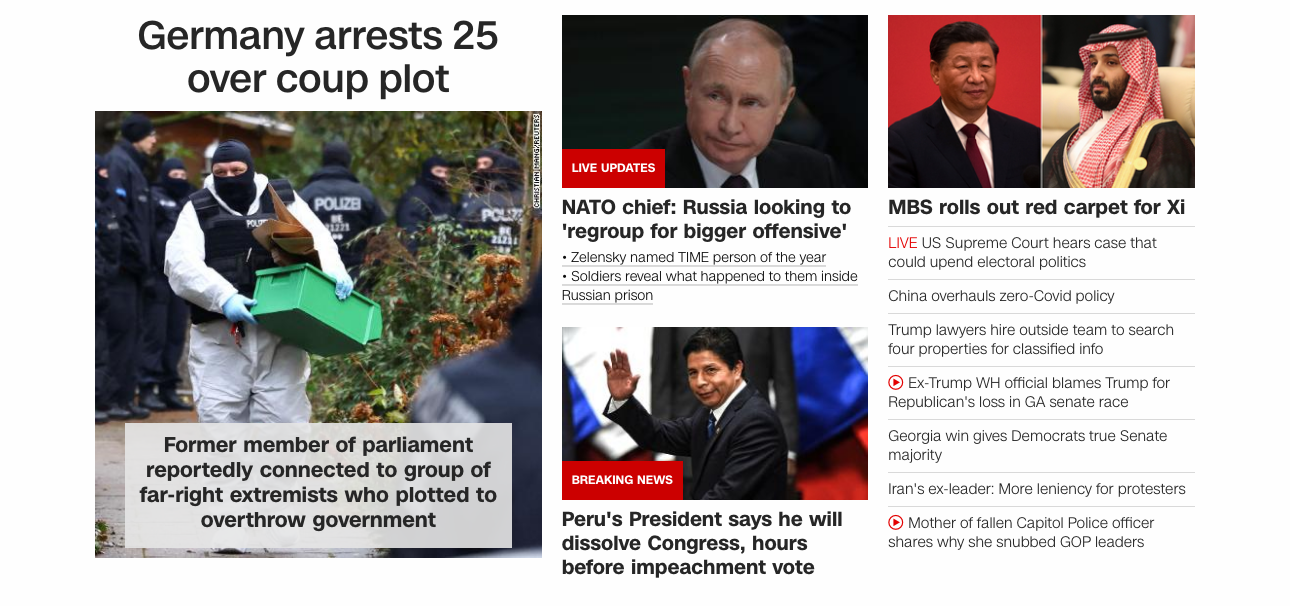 Germany arrests 25
over coup plot
CHRISTIAN MANG/REUTERS
POLIZEI
POLIZEI
BE
POLIZ
Former member of parliament
reportedly connected to group of
far-right extremists who plotted to
overthrow government
LIVE UPDATES
NATO chief: Russia looking to
'regroup for bigger offensive'
• Zelensky named TIME person of the year
• Soldiers reveal what happened to them inside
Russian prison
BREAKING NEWS
Peru's President says he will
dissolve Congress, hours
before impeachment vote
MBS rolls out red carpet for Xi
LIVE US Supreme Court hears case that
could upend electoral politics
China overhauls zero-Covid policy
Trump lawyers hire outside team to search
four properties for classified info
Ex-Trump WH official blames Trump for
Republican's loss in GA senate race
Georgia win gives Democrats true Senate
majority
Iran's ex-leader: More leniency for protesters
Mother of fallen Capitol Police officer
shares why she snubbed GOP leaders